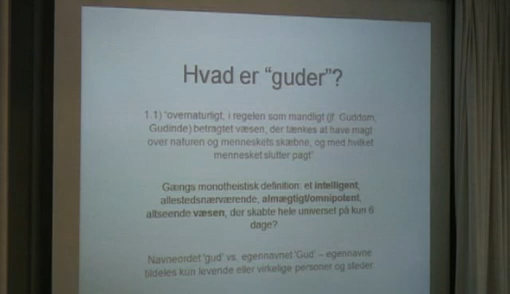 Hvad er “guder”?
1.1) “overnaturligt, i regelen som mandligt (jf. Guddom,
Gudinde) betragtet væsen, der tænkes at have magt
over naturen og menneskets skæbne, og med hvilket
mennesket slutter pagt”
Gængs monotheistisk definition: et intelligent,
allestedsnærværende, almægtigt/omnipotent,
altseende væsen, der skabte hele universet på kun 6
dage?
Navneordet 'gud' vs. egennavnet 'Gud' – egennavne
tildeles kun levende eller virkelige personer og steder.